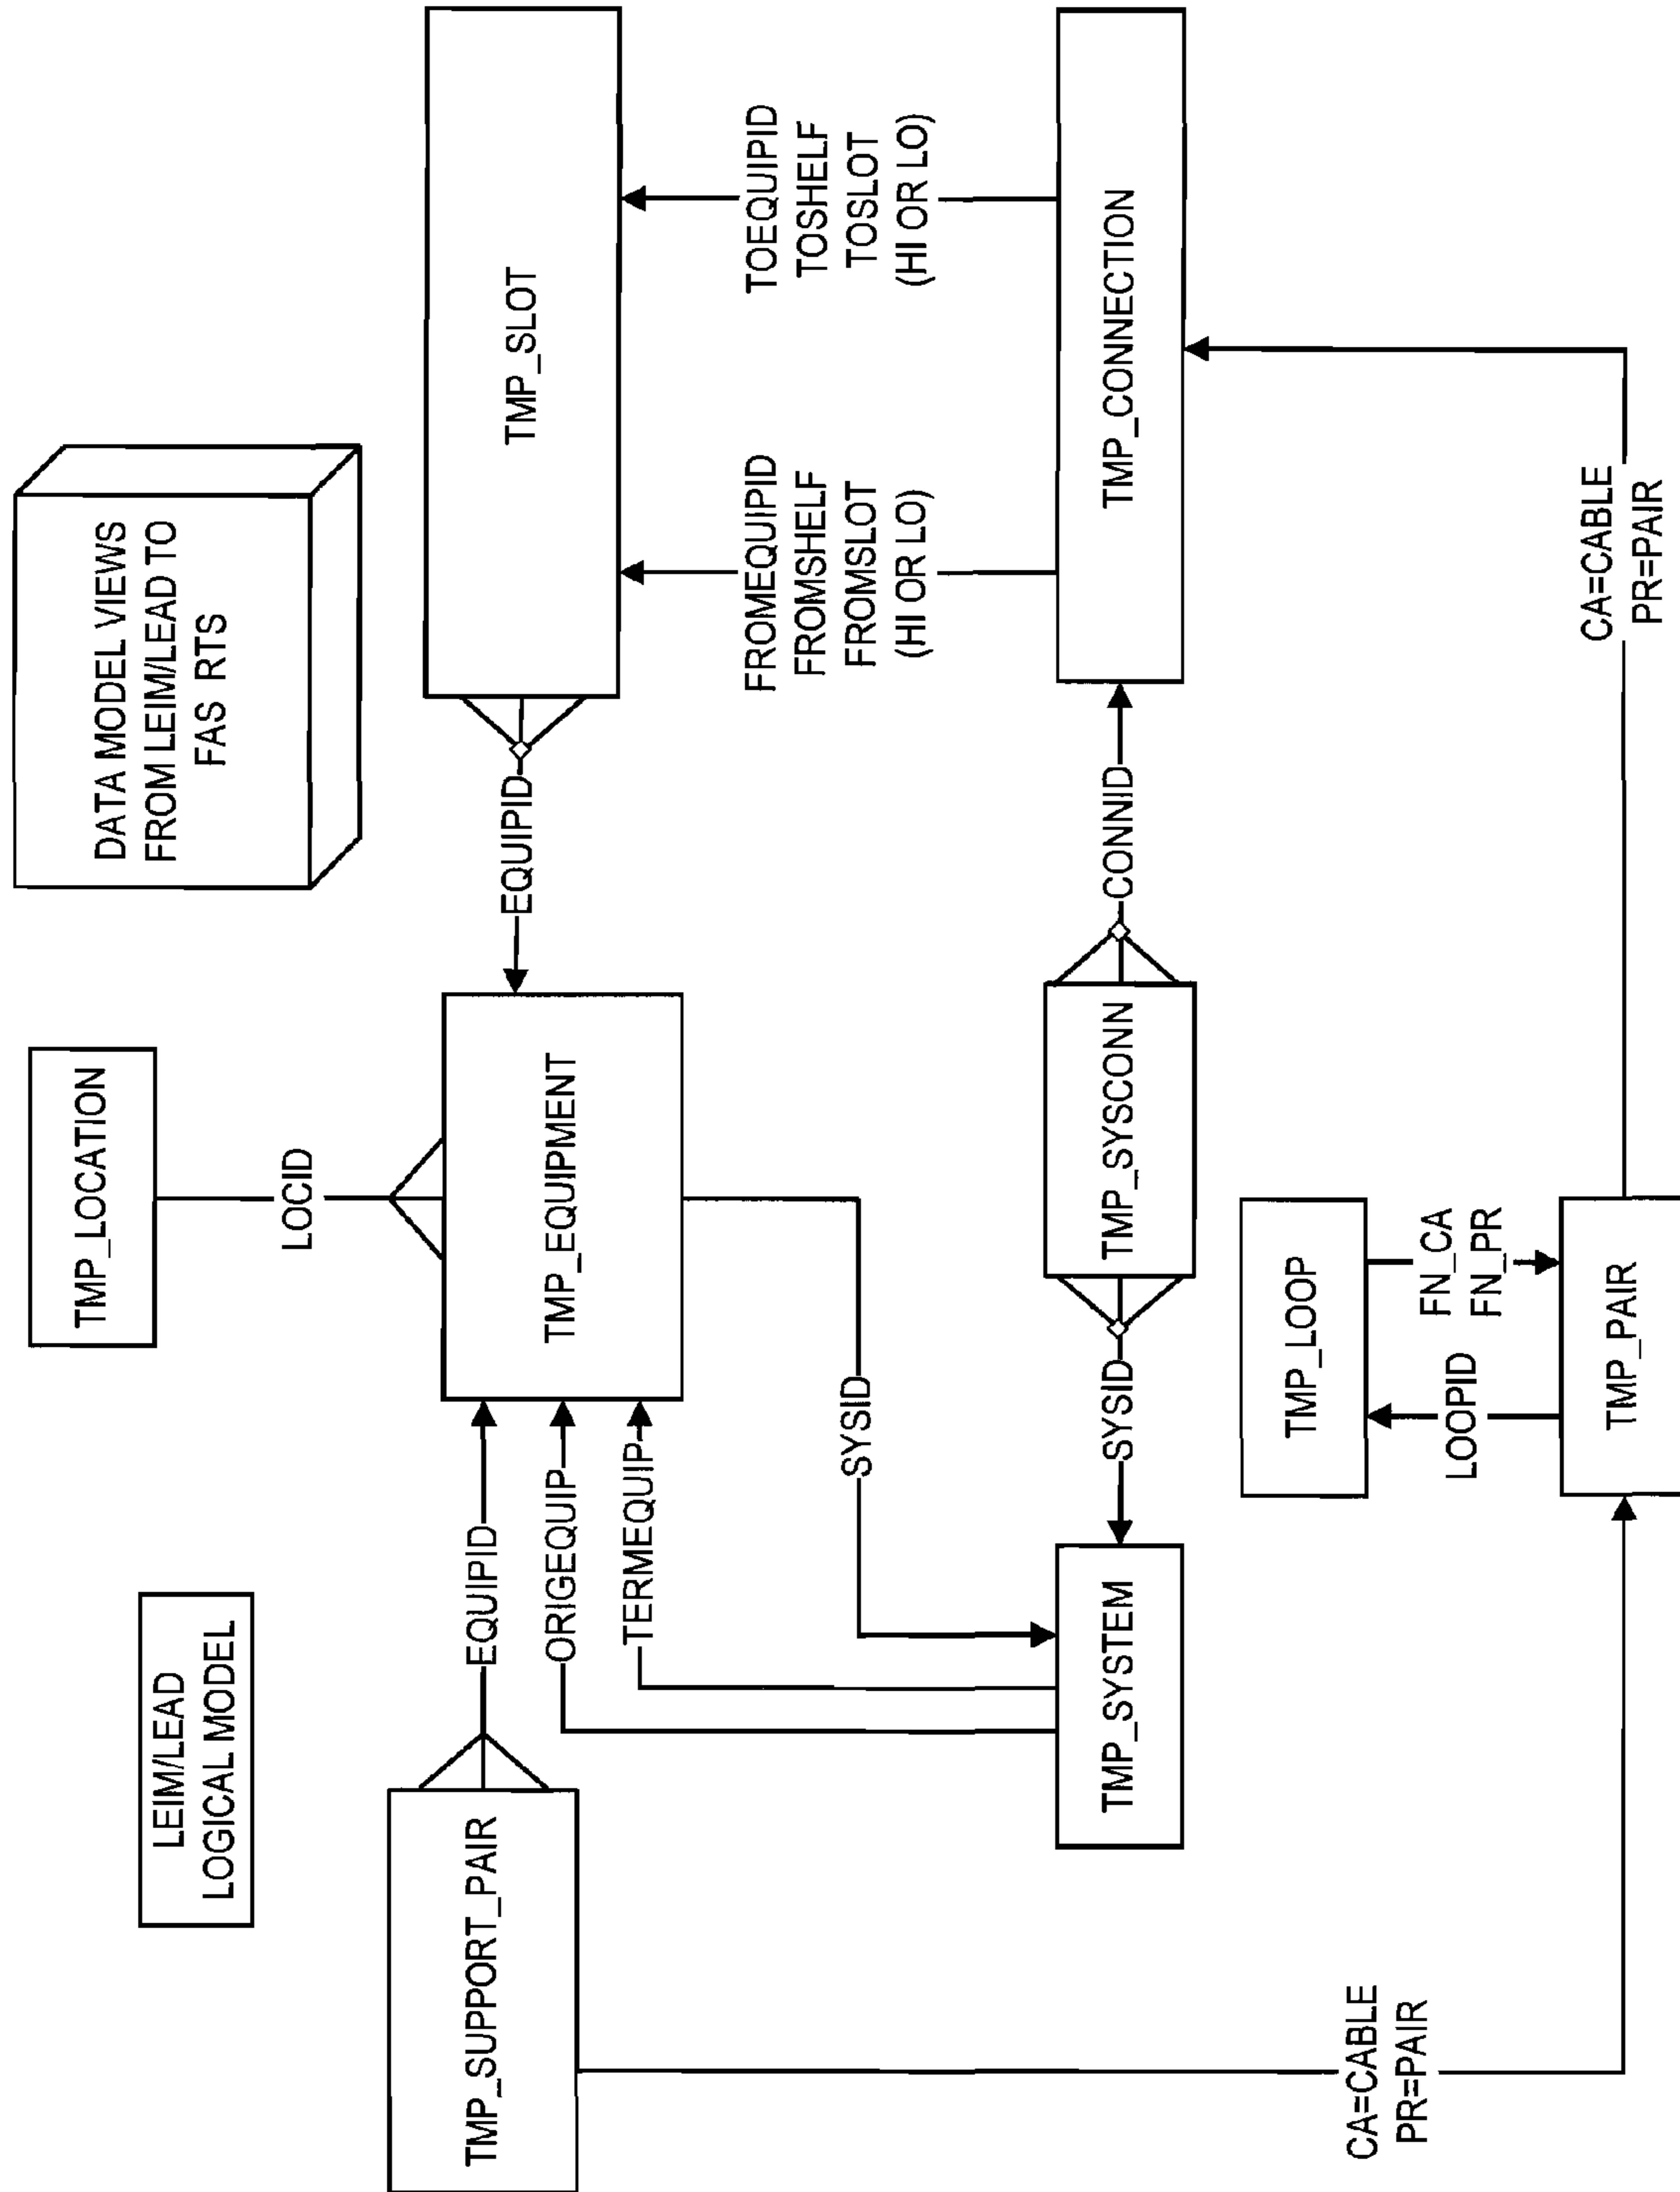 LEIM/LEAD
LOGICAL MODEL
TMP_LOCATION
DATA MODEL VIEWS
FROM LEIM/LEAD TO
FAS RTS
LOCID
TMP_SUPPORT_PAIR
EQUIPID
ORIGEQUIP
TERMEQUIP
TMP_EQUIPMENT
EQUIPID
TMP_SLOT
SYSID
FROMEQUIPID
FROMSHELF
FROMSLOT
(HI OR LO)
TOEQUIPID
TOSHELF
TOSLOT
(HI OR LO)
TMP_SYSTEM
SYSID
TMP_SYSCONN
CONNID
TMP_CONNECTION
TMP_LOOP
CA=CABLE
PR=PAIR
LOOPID
FN_CA
FN_PR
TMP_PAIR
CA=CABLE
PR=PAIR